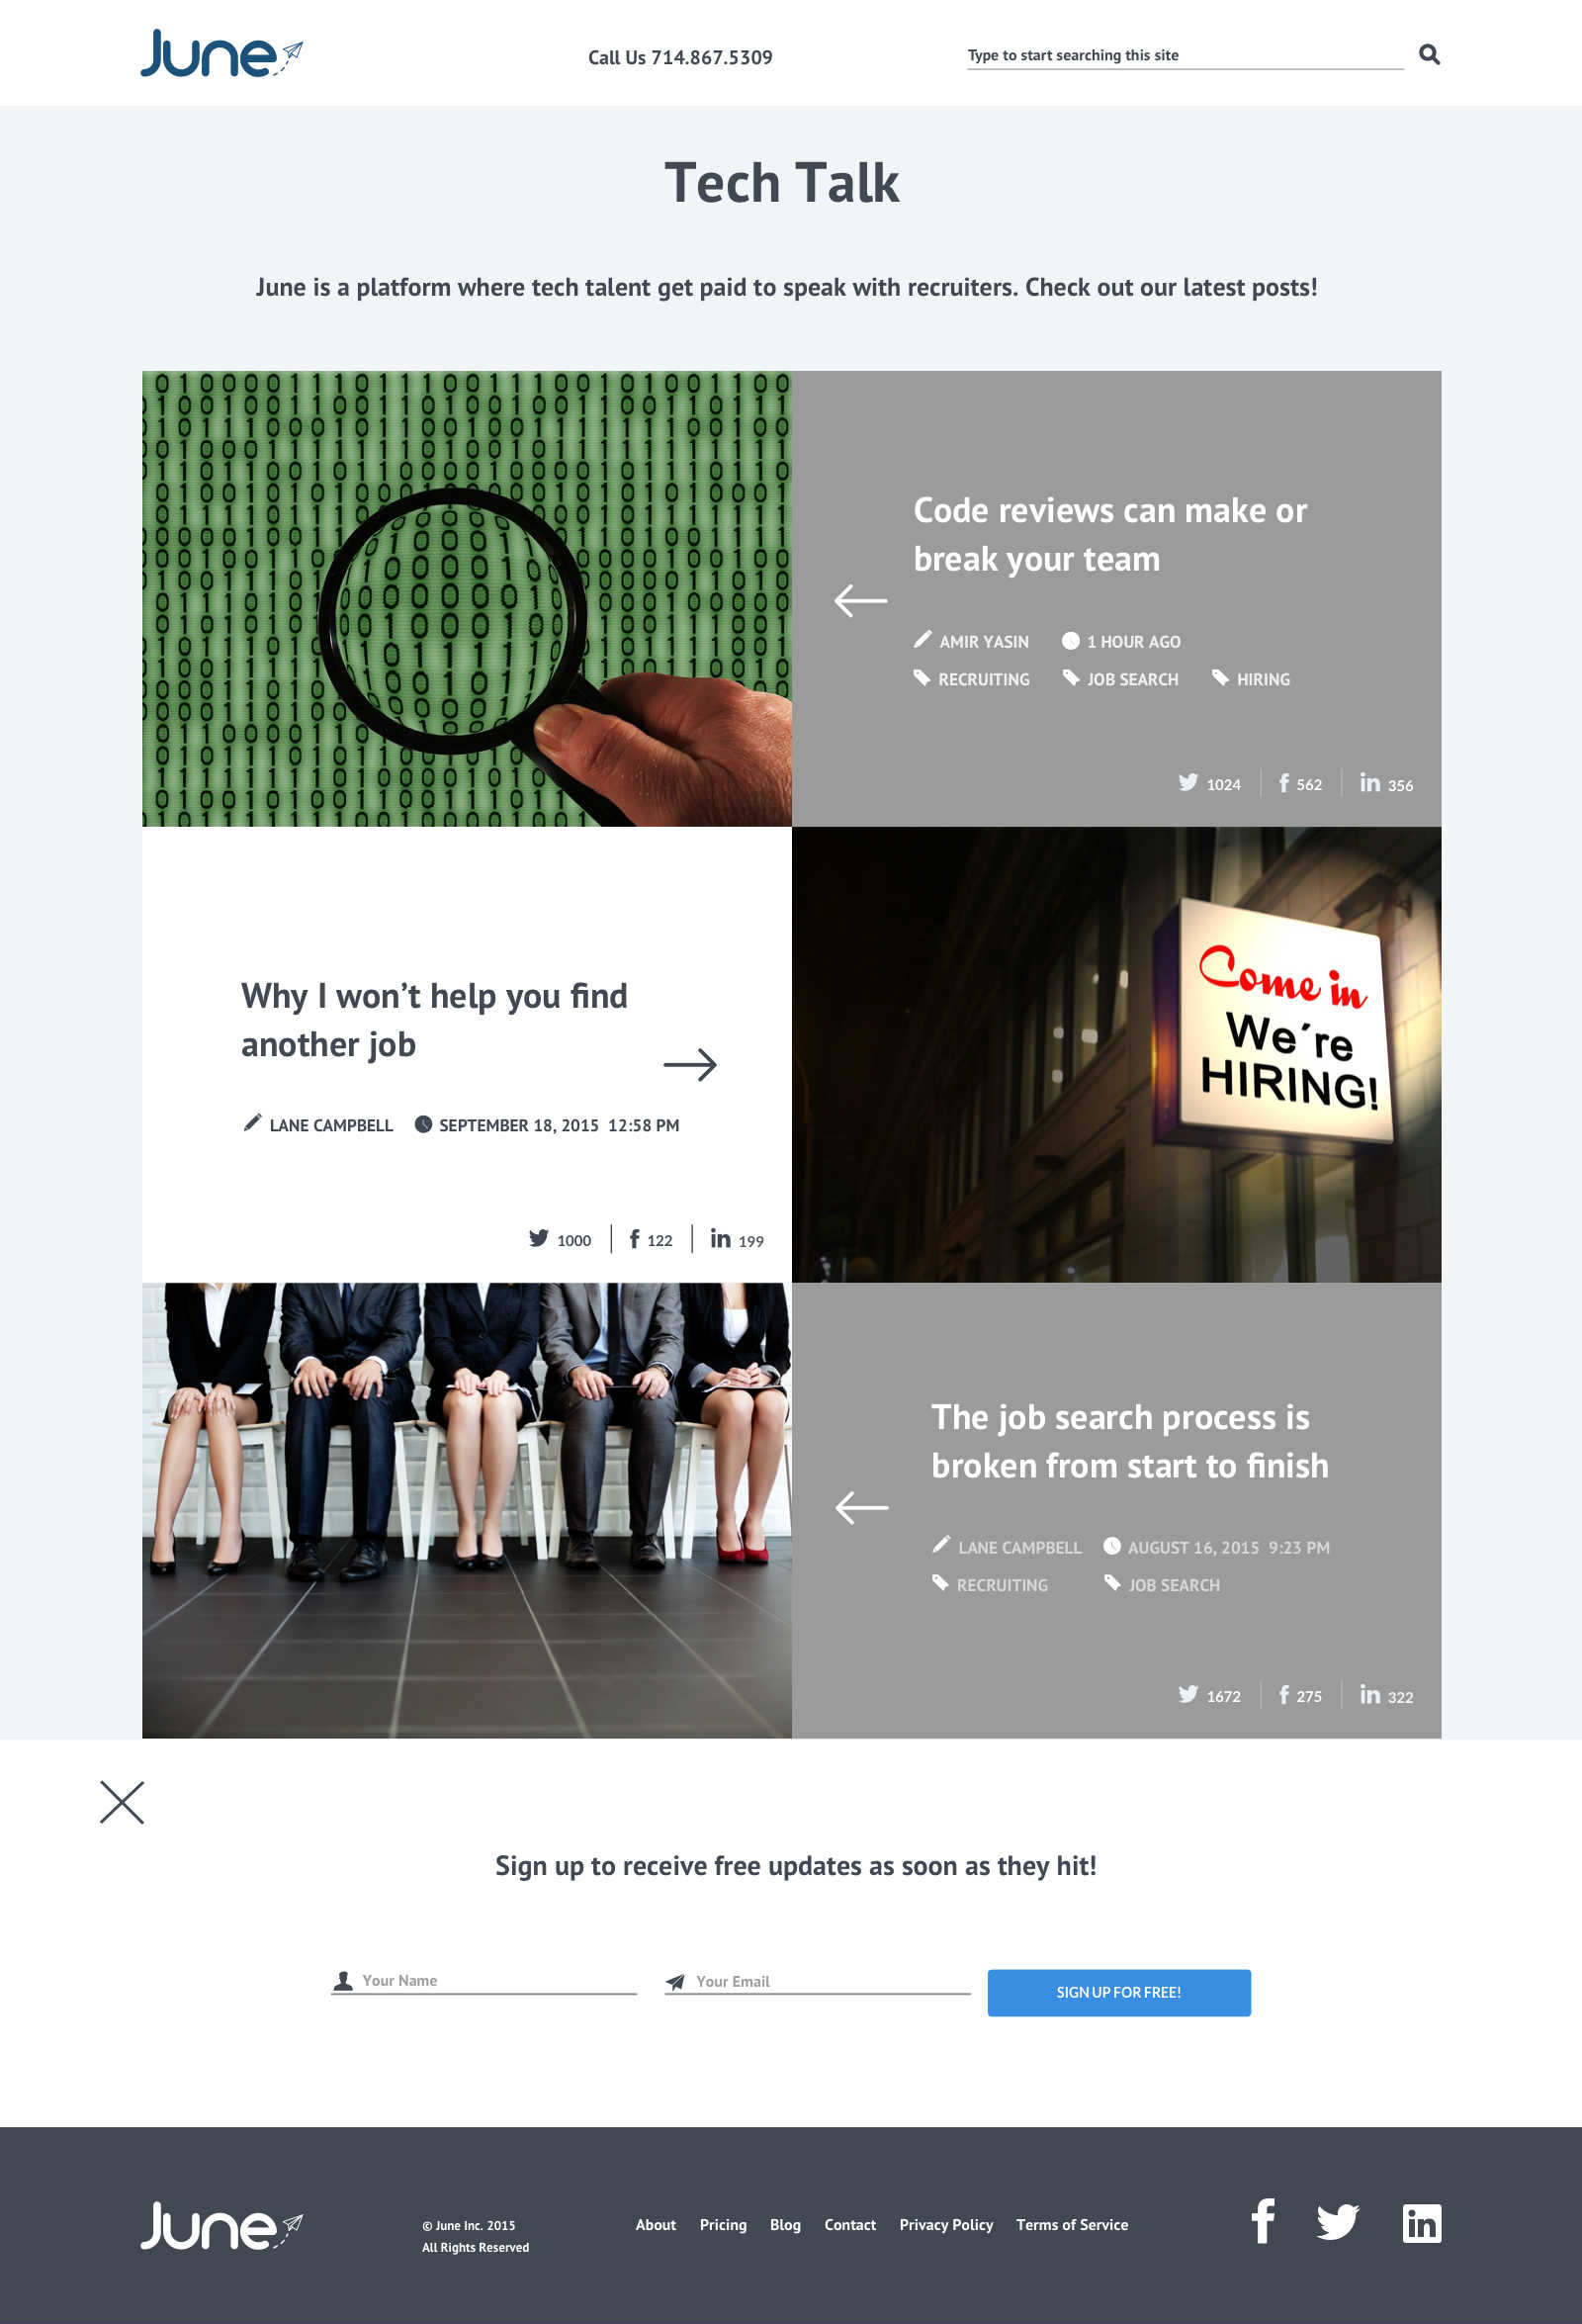 June
Call Us 714.867.5309
Type to start searching this site
Tech Talk
June is a platform where tech talent get paid to speak with recruiters. Check out our latest posts!
Code reviews can make or
break your team
AMIR YASIN 1 HOUR AGO
RECRUITING JOB SEARCH HIRING
1024 562 356
Why I won’t help you find
another job
LANE CAMPBELL SEPTEMBER 18, 2015 12:58 PM
1000 122 199
Come in
We´re
HIRING!
The job search process is
broken from start to finish
LANE CAMPBELL AUGUST 16, 2015 9:23 PM
RECRUITING JOB SEARCH
1672 275 322
Sign up to receive free updates as soon as they hit!
Your Name
Your Email
SIGN UP FOR FREE!
June
© June Inc. 2015
All Rights Reserved
About Pricing Blog Contact Privacy Policy Terms of Service